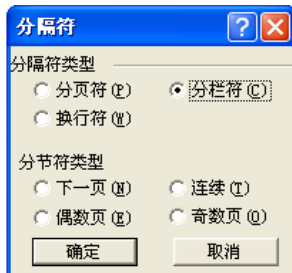 分隔符
分隔符类型
分页符(P) 分栏符(C)
换行符(W)
分节符类型
下一页(N) 连续(T)
偶数页(E) 奇数页(O)
确定 取消